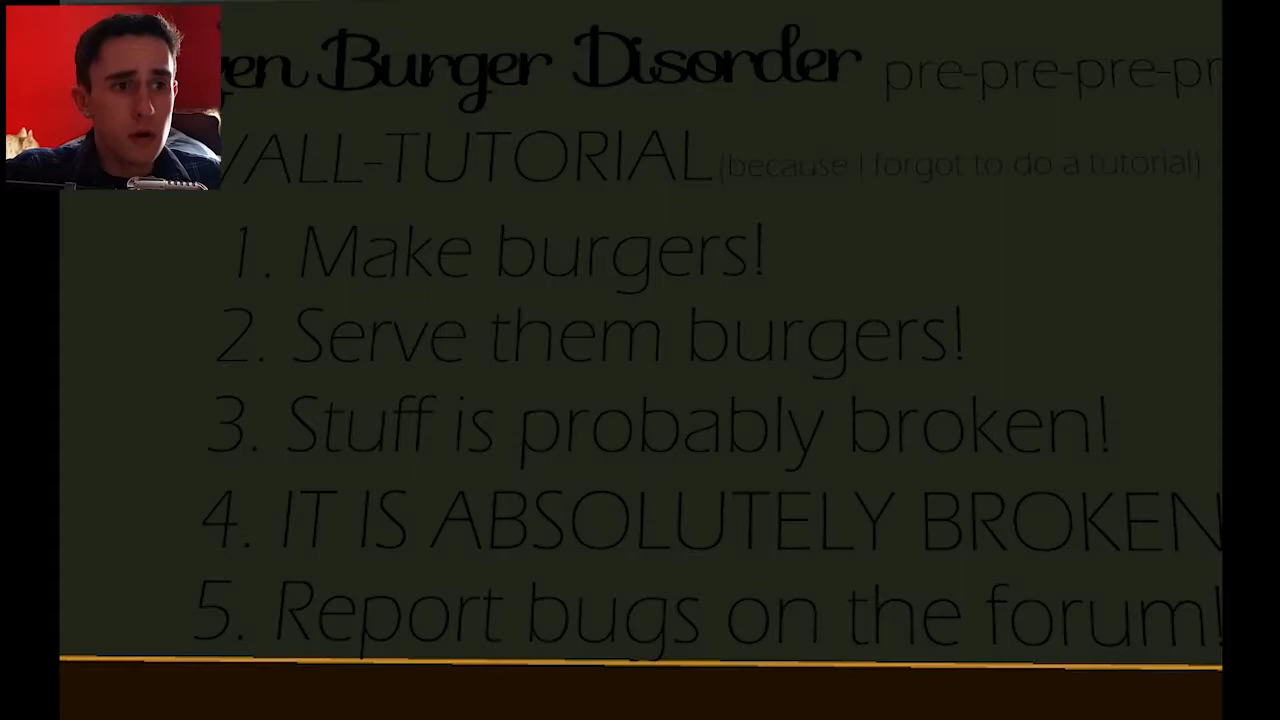 Burger Disorder pre-pre-pre-pr
/ALL-TUTORIAL (because I forgot to do a tutorial)
1. Make burgers!
2. Serve them burgers!
3. Stuff is probably broken!
4. IT IS ABSOLUTELY BROKEN
5. Report bugs on the forum!